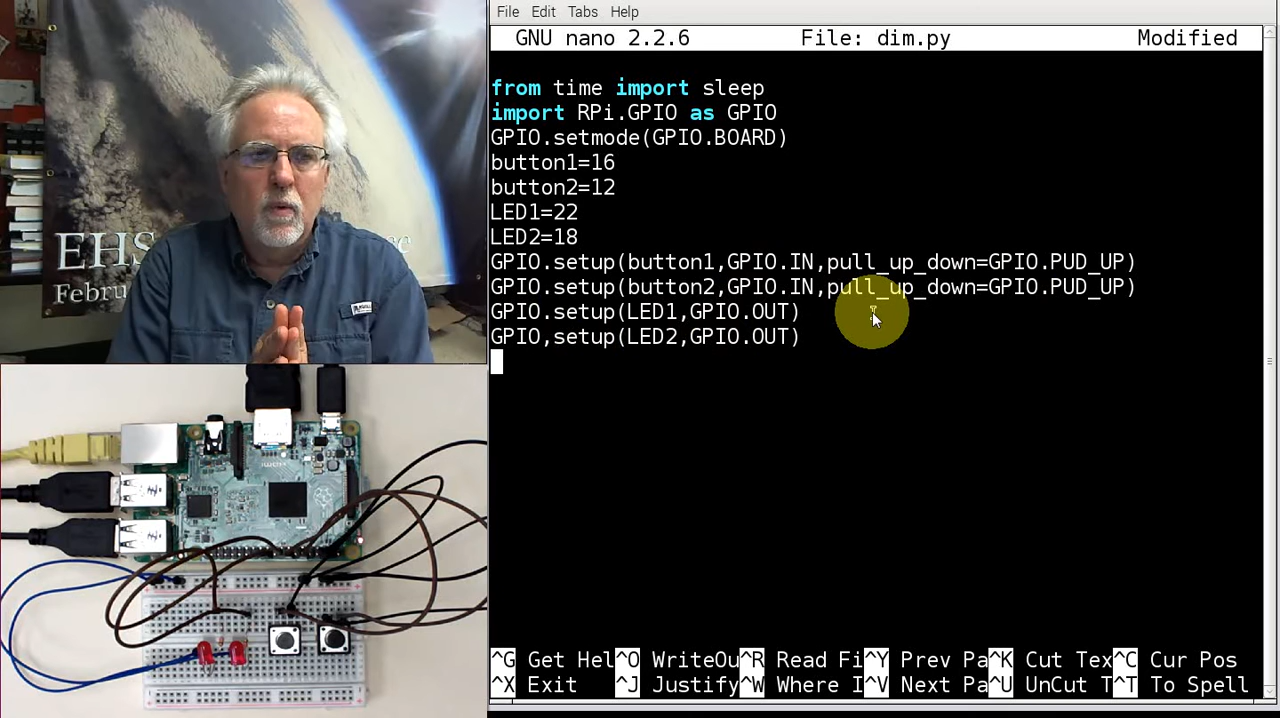 EHS
Febru
File Edit Tabs Help
GNU nano 2.2.6 File: dim.py Modified
from time import sleep
import RPi.GPIO as GPIO
GPIO.setmode(GPIO.BOARD)
button1=16
button2=12
LED1=22
LED2=18
GPIO.setup(button1,GPIO.IN,pull_up_down=GPIO.PUD_UP)
GPIO.setup(button2,GPIO.IN,pull_up_down=GPIO.PUD_UP)
GPIO.setup(LED1,GPIO.OUT)
GPIO,setup(LED2,GPIO.OUT)
^G Get Hel ^O WriteOu ^R Read Fi ^Y Prev Pa ^K Cut Tex ^C Cur Pos
^X Exit ^J Justify ^W Where I ^V Next Pa ^U UnCut T ^T To Spell